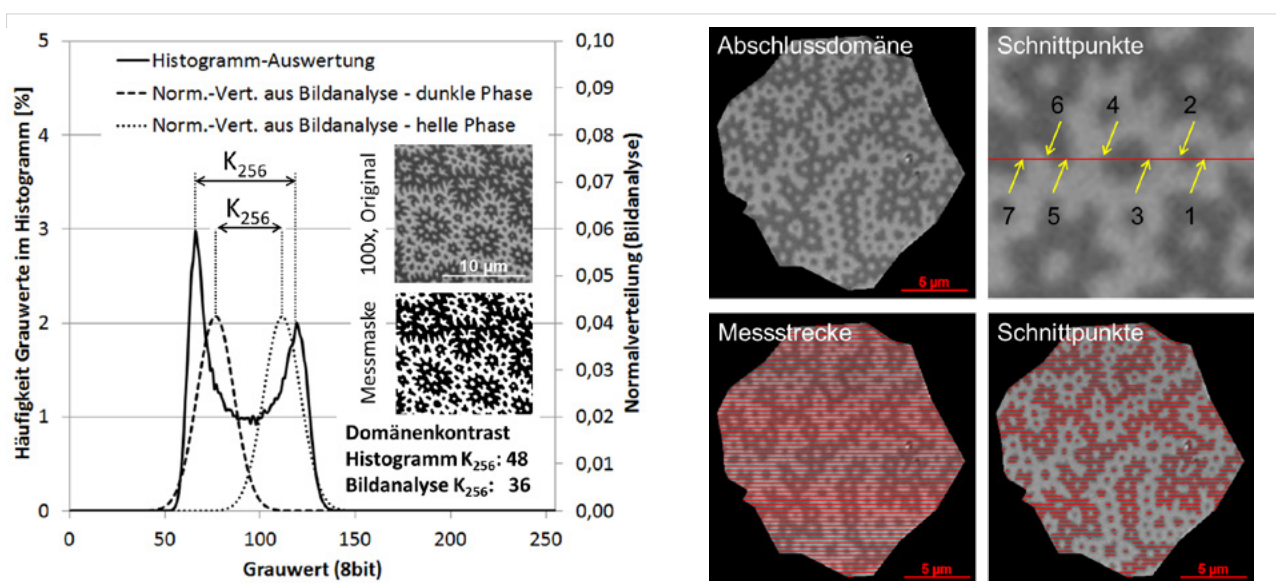 Häufigkeit Grauwerte im Histogramm [%]
5
4
3
2
1
0
Histogramm-Auswertung
Norm.-Vert. aus Bildanalyse - dunkle Phase
Norm.-Vert. aus Bildanalyse - helle Phase
K256
K256
100x, Original
10 µm
Messmaske
Domänenkontrast
Histogramm K256: 48
Bildanalyse K256: 36
0,10
0,09
0,08
0,07
0,06
0,05
0,04
0,03
0,02
0,01
0,00
Normalverteilung (Bildanalyse)
0 50 100 150 200 250
Grauwert (8bit)
Abschlussdomäne
5 µm
Schnittpunkte
6 4 2
7 5 3 1
Messstrecke
5 µm
Schnittpunkte
5 µm